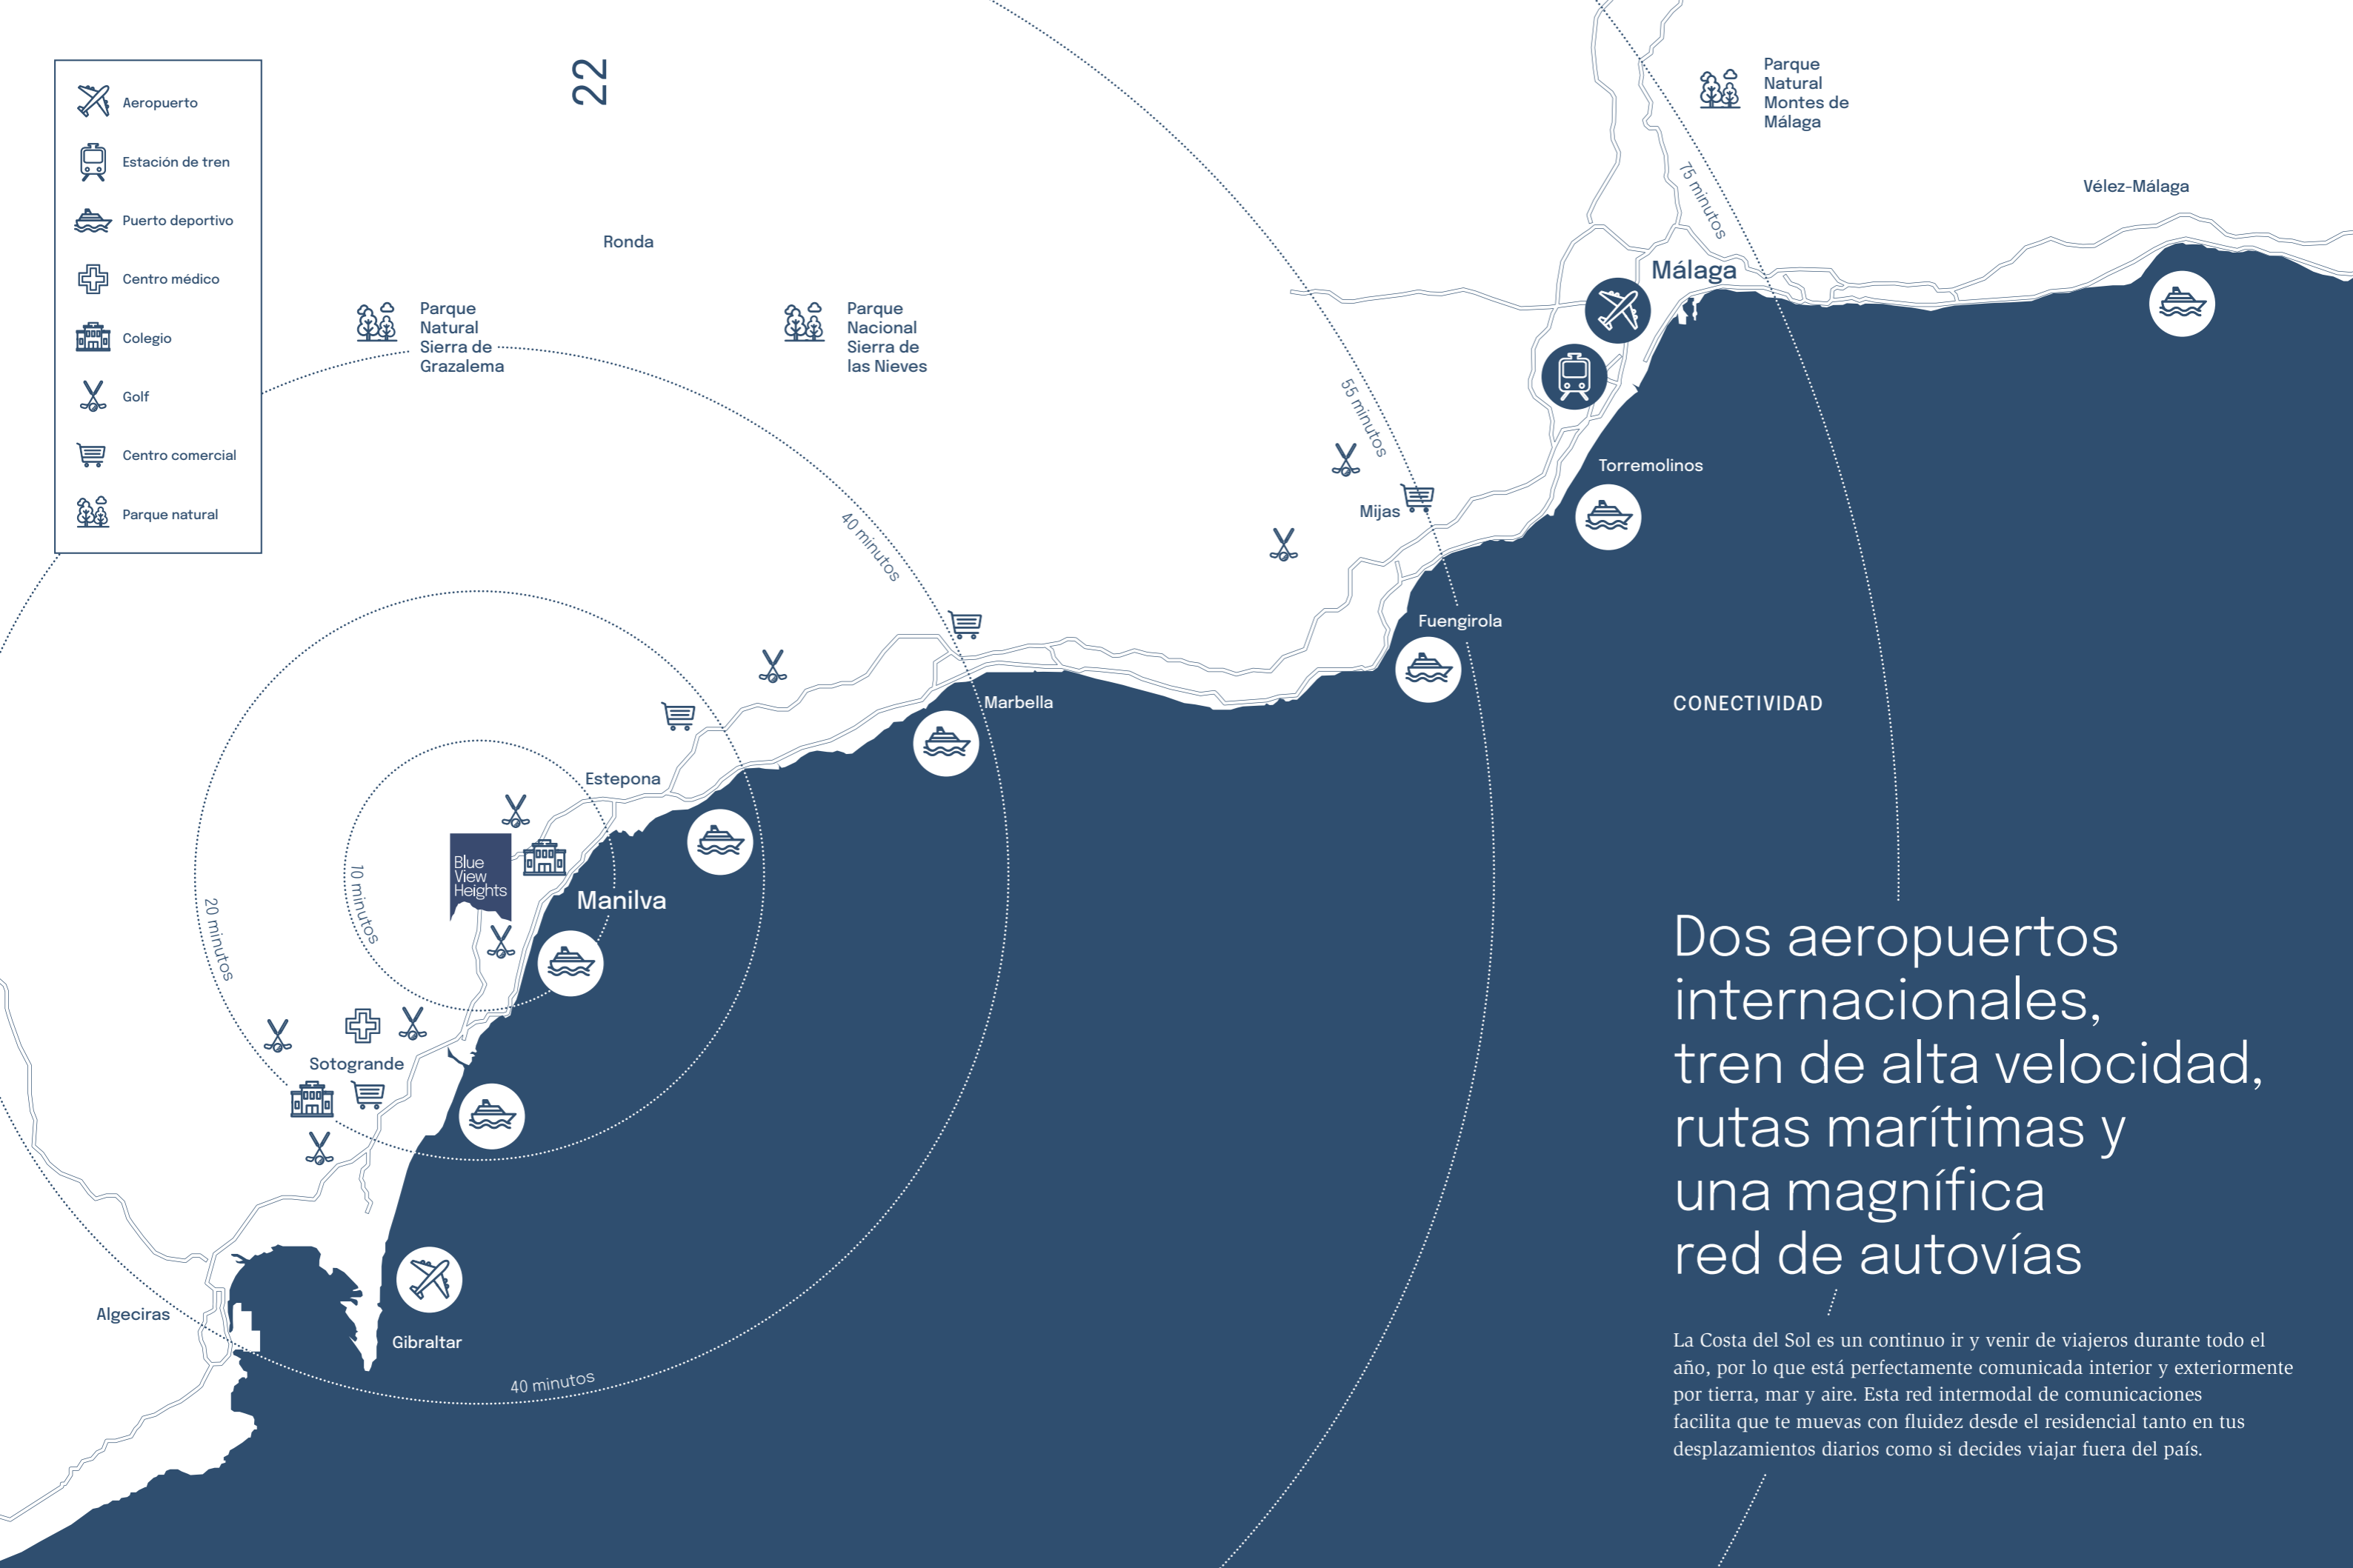 22
Aeropuerto
Estación de tren
Puerto deportivo
Centro médico
Colegio
Golf
Centro comercial
Parque natural
Parque
Natural
Montes de
Málaga
75 minutos
Vélez-Málaga
Ronda
Málaga
Parque
Natural
Sierra de
Grazalema
Parque
Nacional
Sierra de
las Nieves
55 minutos
Torremolinos
Mijas
40 minutos
Fuengirola
Marbella
Estepona
Blue
View
Heights
Manilva
10 minutos
20 minutos
Sotogrande
Algeciras
Gibraltar
40 minutos
CONECTIVIDAD
Dos aeropuertos
internacionales,
tren de alta velocidad,
rutas marítimas y
una magnífica
red de autovías
La Costa del Sol es un continuo ir y venir de viajeros durante todo el
año, por lo que está perfectamente comunicada interior y exteriormente
por tierra, mar y aire. Esta red intermodal de comunicaciones
facilita que te muevas con fluidez desde el residencial tanto en tus
desplazamientos diarios como si decides viajar fuera del país.